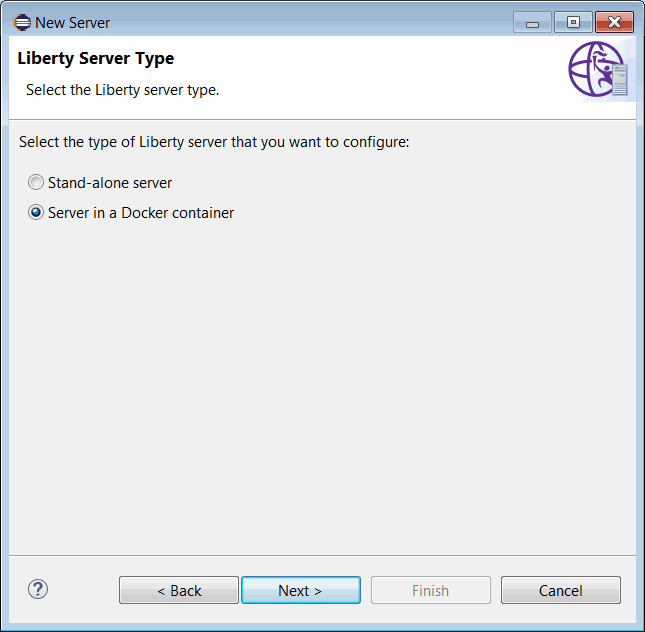 New Server
Liberty Server Type
Select the Liberty server type.
Select the type of Liberty server that you want to configure:
Stand-alone server
Server in a Docker container
?
< Back
Next >
Finish
Cancel